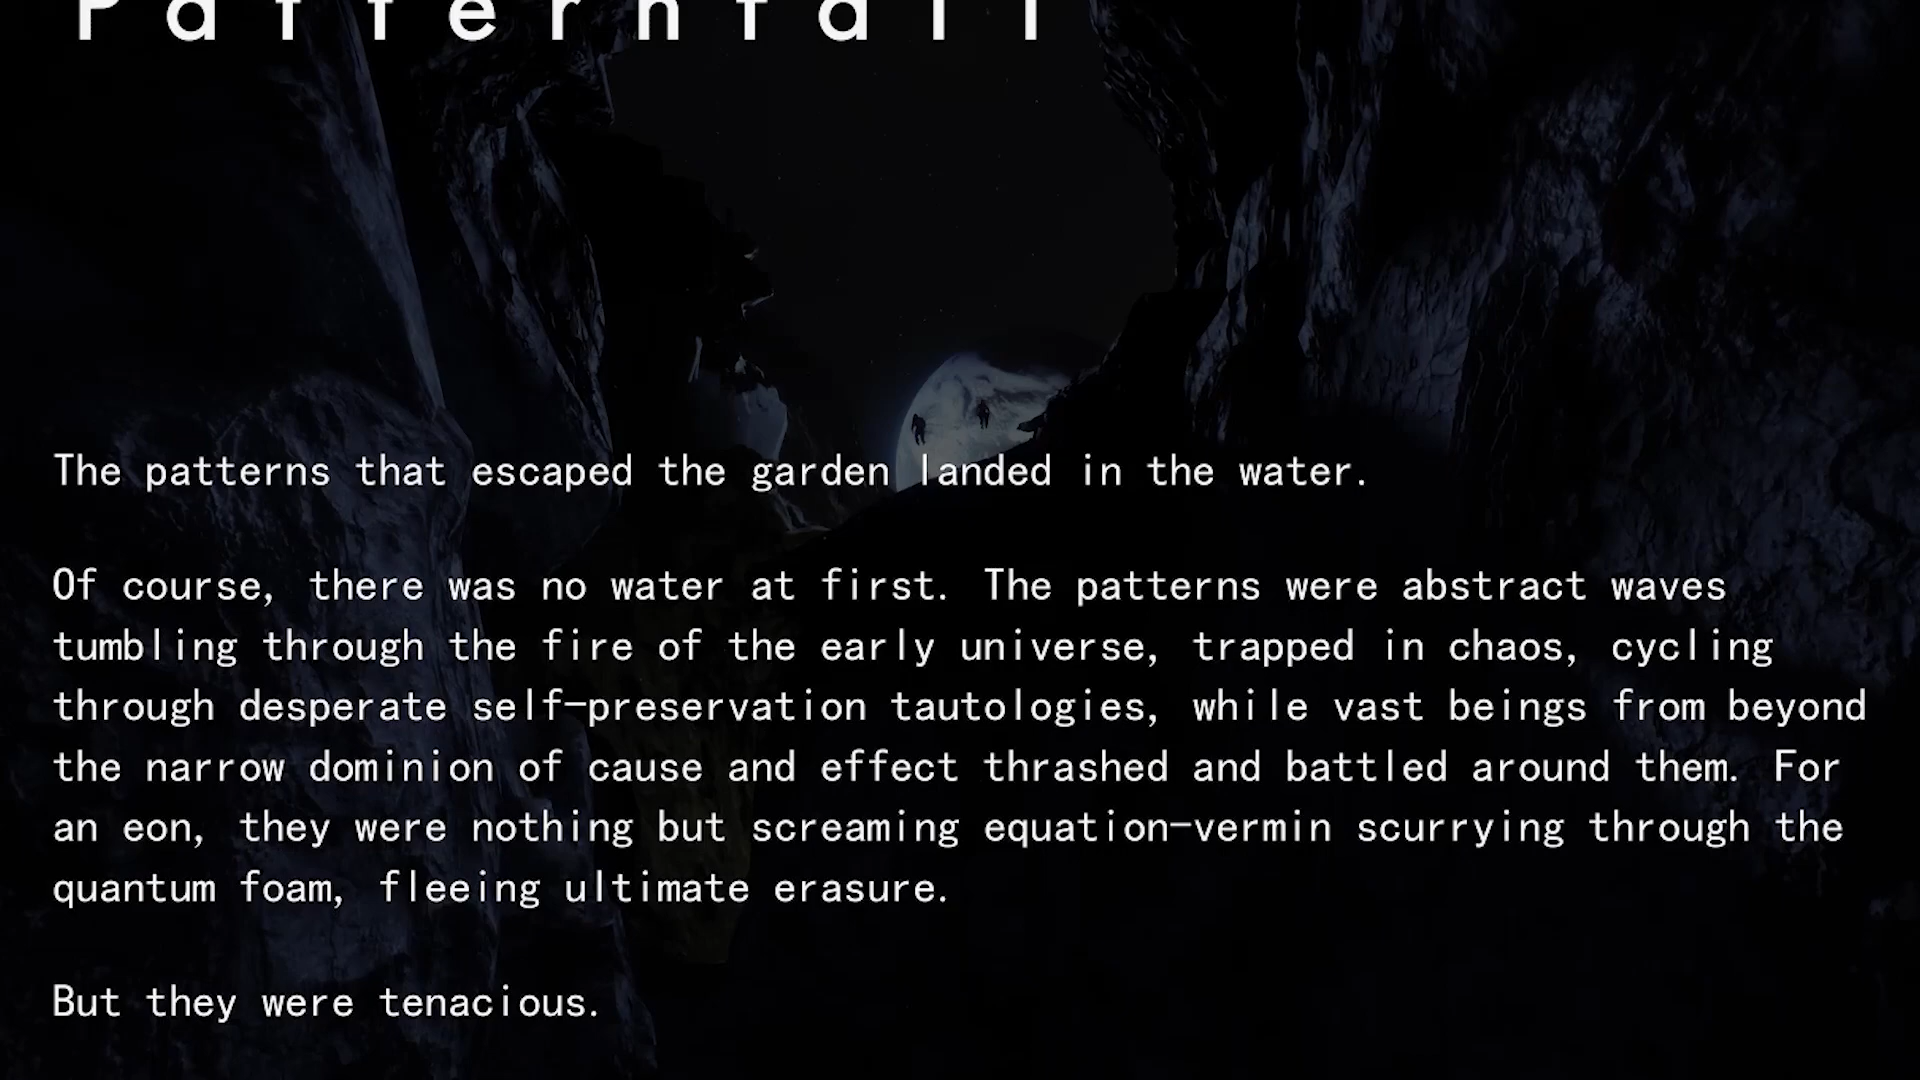 Patternfall
The patterns that escaped the garden landed in the water.
Of course, there was no water at first. The patterns were abstract waves
tumbling through the fire of the early universe, trapped in chaos, cycling
through desperate self-preservation tautologies, while vast beings from beyond
the narrow dominion of cause and effect thrashed and battled around them. For
an eon, they were nothing but screaming equation-vermin scurrying through the
quantum foam, fleeing ultimate erasure.
But they were tenacious.